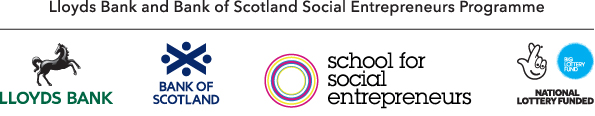 Lloyds Bank and Bank of Scotland Social Entrepreneurs Programme
LLOYDS BANK
BANK OF
SCOTLAND
school for
social
entrepreneurs
BIG
LOTTERY
FUND
NATIONAL
LOTTERY FUNDED